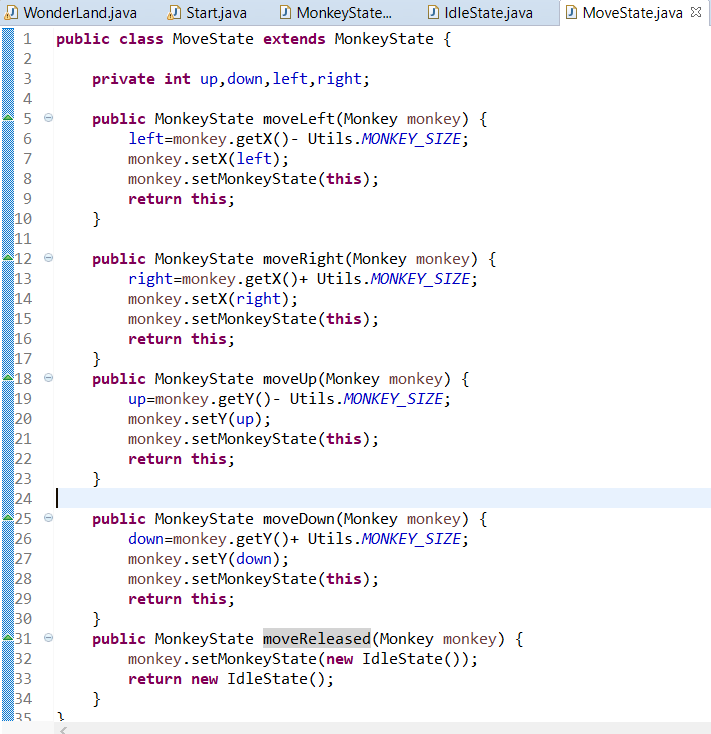 WonderLand.java Start.java MonkeyState... IdleState.java MoveState.java
1 public class MoveState extends MonkeyState {
2
3 private int up,down,left,right;
4
5 public MonkeyState moveLeft(Monkey monkey) {
6 left=monkey.getX()- Utils.MONKEY_SIZE;
7 monkey.setX(left);
8 monkey.setMonkeyState(this);
9 return this;
10 }
11
12 public MonkeyState moveRight(Monkey monkey) {
13 right=monkey.getX()+ Utils.MONKEY_SIZE;
14 monkey.setX(right);
15 monkey.setMonkeyState(this);
16 return this;
17 }
18 public MonkeyState moveUp(Monkey monkey) {
19 up=monkey.getY()- Utils.MONKEY_SIZE;
20 monkey.setY(up);
21 monkey.setMonkeyState(this);
22 return this;
23 }
24
25 public MonkeyState moveDown(Monkey monkey) {
26 down=monkey.getY()+ Utils.MONKEY_SIZE;
27 monkey.setY(down);
28 monkey.setMonkeyState(this);
29 return this;
30 }
31 public MonkeyState moveReleased(Monkey monkey) {
32 monkey.setMonkeyState(new IdleState());
33 return new IdleState();
34 }
35 }